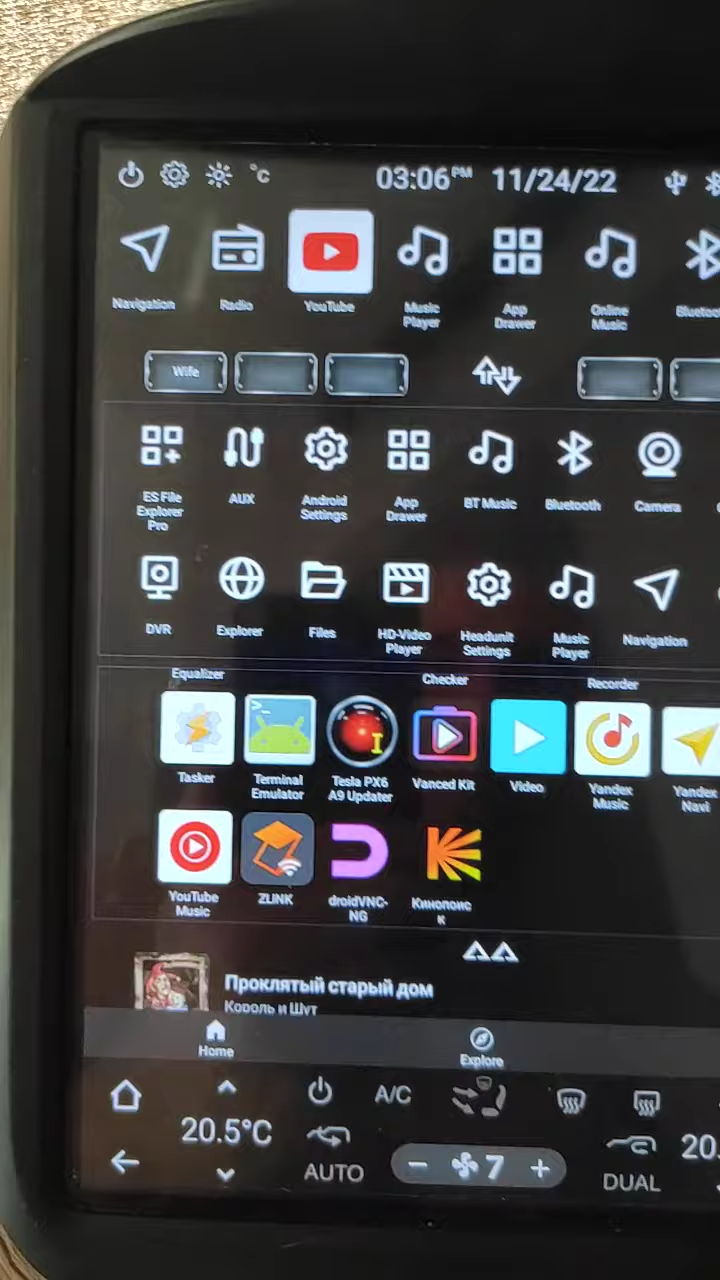 °C 03:06 PM 11/24/22
Navigation Radio YouTube Music App Online
Player Drawer Music
Wife
ES File AUX Android App BT Music Bluetooth Camera
Explorer Settings Drawer
Pro
DVR Explorer Files HD-Video Headunit Music Navigation
Player Settings Player
Equalizer Checker Recorder
Tasker Terminal Tesla PX6 Vanced Kit Video Yandex Yandex
Emulator A9 Updater Music Navi
YouTube ZLINK droidVNC- Кинопоис
Music NG к
Проклятый старый дом
Король и Шут
Home Explore
A/C
20.5°C 20.
AUTO − 7 + DUAL